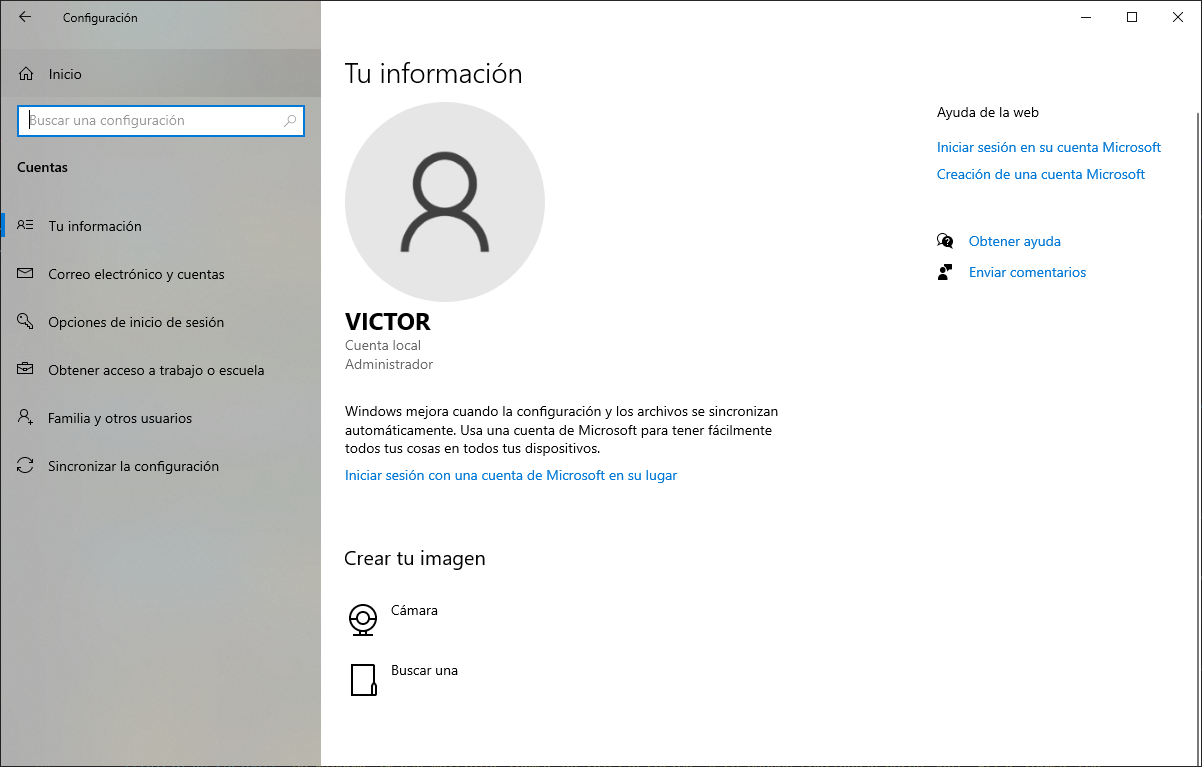 Configuración
Inicio
Buscar una configuración
Cuentas
Tu información
Correo electrónico y cuentas
Opciones de inicio de sesión
Obtener acceso a trabajo o escuela
Familia y otros usuarios
Sincronizar la configuración
Tu información
VICTOR
Cuenta local
Administrador
Windows mejora cuando la configuración y los archivos se sincronizan
automáticamente. Usa una cuenta de Microsoft para tener fácilmente
todos tus cosas en todos tus dispositivos.
Iniciar sesión con una cuenta de Microsoft en su lugar
Crear tu imagen
Cámara
Buscar una
Ayuda de la web
Iniciar sesión en su cuenta Microsoft
Creación de una cuenta Microsoft
Obtener ayuda
Enviar comentarios